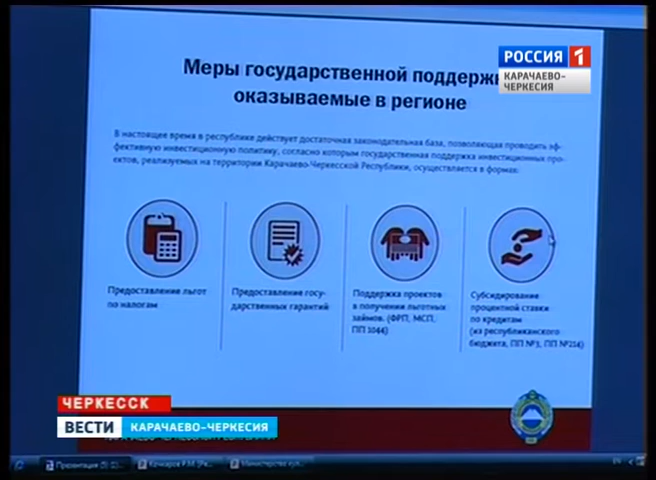 РОССИЯ 1
КАРАЧАЕВО-
ЧЕРКЕСИЯ
Меры государственной поддержк
оказываемые в регионе
В настоящее время в республике действует достаточная законодательная база, позволяющая проводить эф-
фективную инвестиционную политику, согласно которым государственная поддержка инвестиционных про-
ектов, реализуемых на территории Карачаево-Черкесской Республики, осуществляется в формах:
Предоставление льгот
по налогам
Предоставление госу-
дарственных гарантий
Поддержка проектов
в получении льготных
займов. (ФРП, МСП,
ПП 1044)
Субсидирование
процентной ставки
по кредитам
(из республиканского
бюджета, ПП №3, ПП №214)
ЧЕРКЕССК
ВЕСТИ КАРАЧАЕВО-ЧЕРКЕСИЯ
Презентация